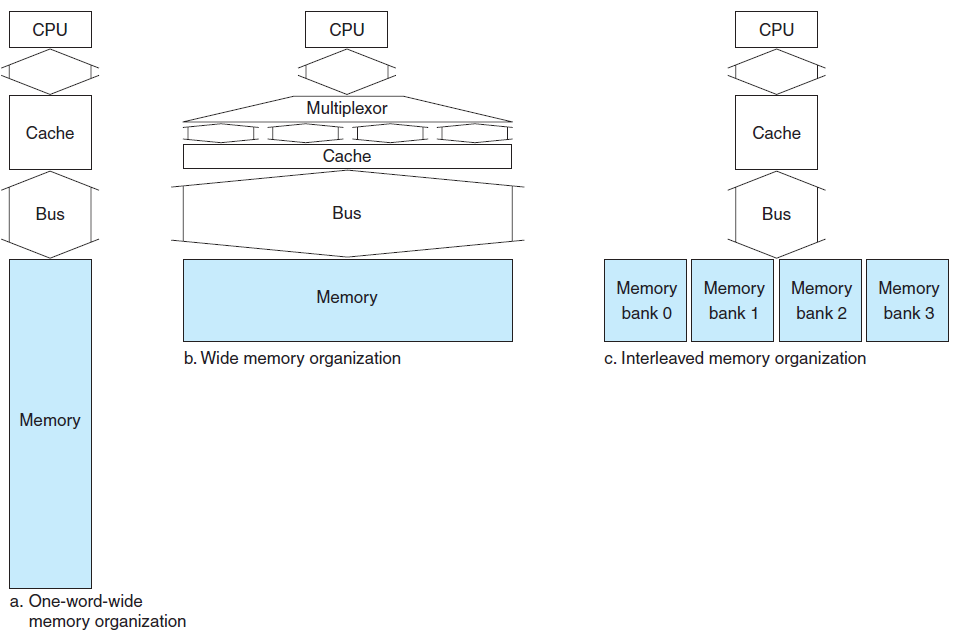 CPU
Cache
Bus
Memory
a. One-word-wide
memory organization
CPU
Multiplexor
Cache
Bus
Memory
b. Wide memory organization
CPU
Cache
Bus
Memory
bank 0
Memory
bank 1
Memory
bank 2
Memory
bank 3
c. Interleaved memory organization